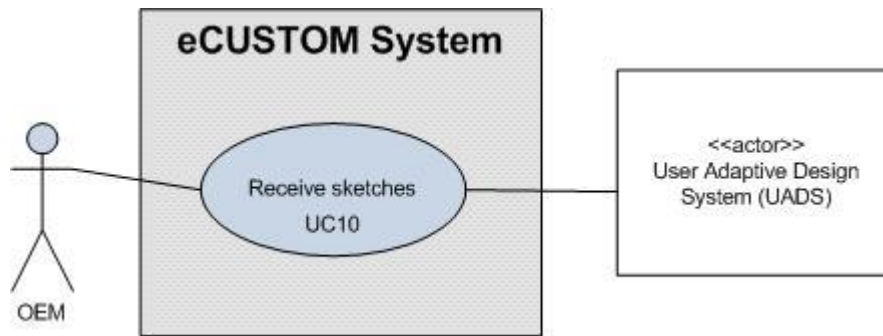 eCUSTOM System
Receive sketches
UC10
<<actor>>
User Adaptive Design
System (UADS)
OEM